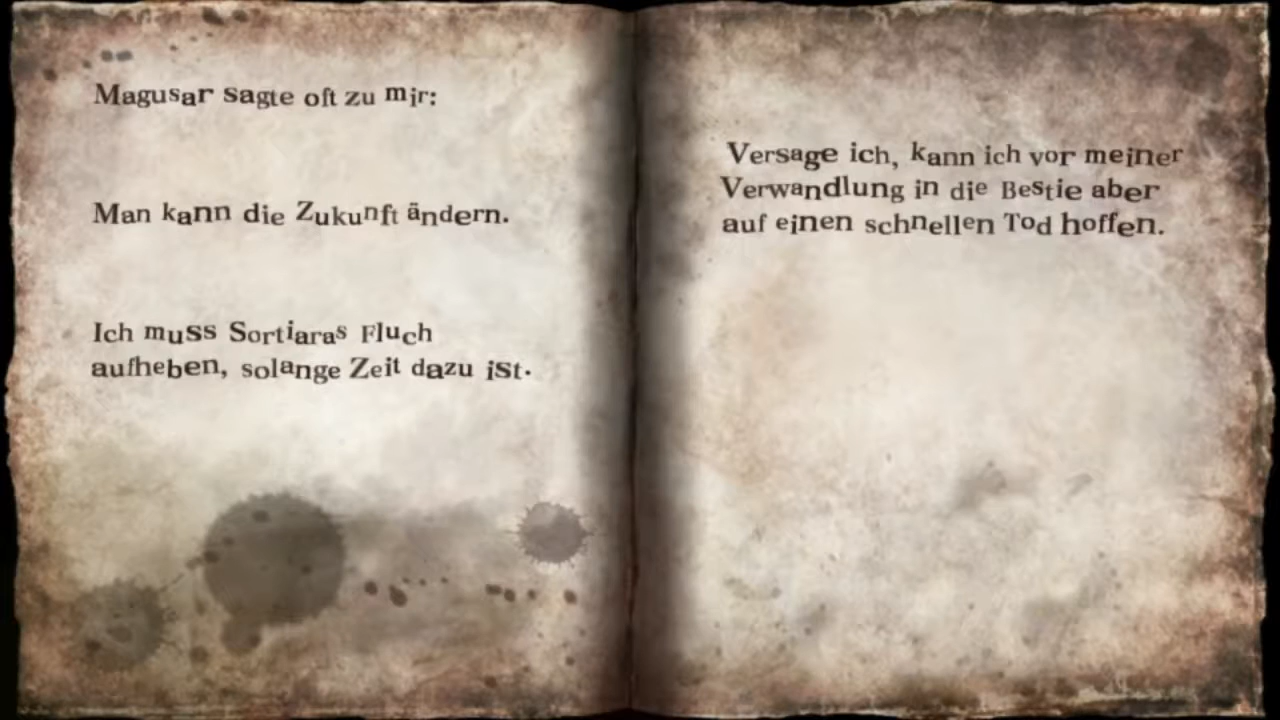 Magusar sagte oft zu mir:
Man kann die Zukunft ändern.
Ich muss Sortiaras Fluch
aufheben, solange Zeit dazu ist.
Versage ich, kann ich vor meiner
Verwandlung in die Bestie aber
auf einen schnellen Tod hoffen.